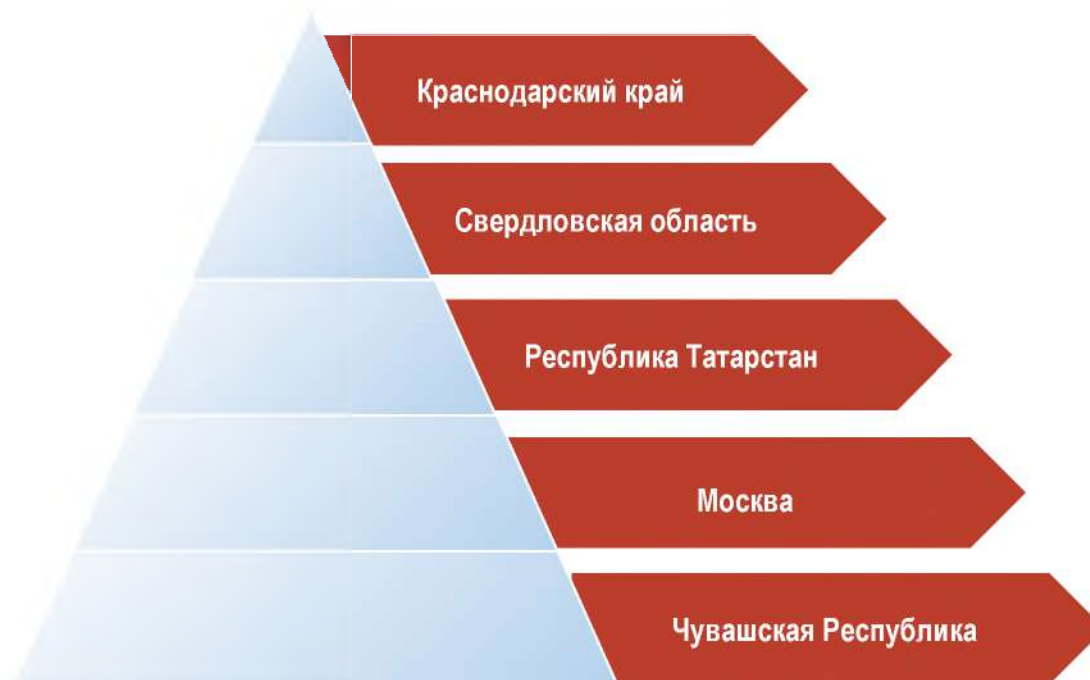 Краснодарский край
Свердловская область
Республика Татарстан
Москва
Чувашская Республика